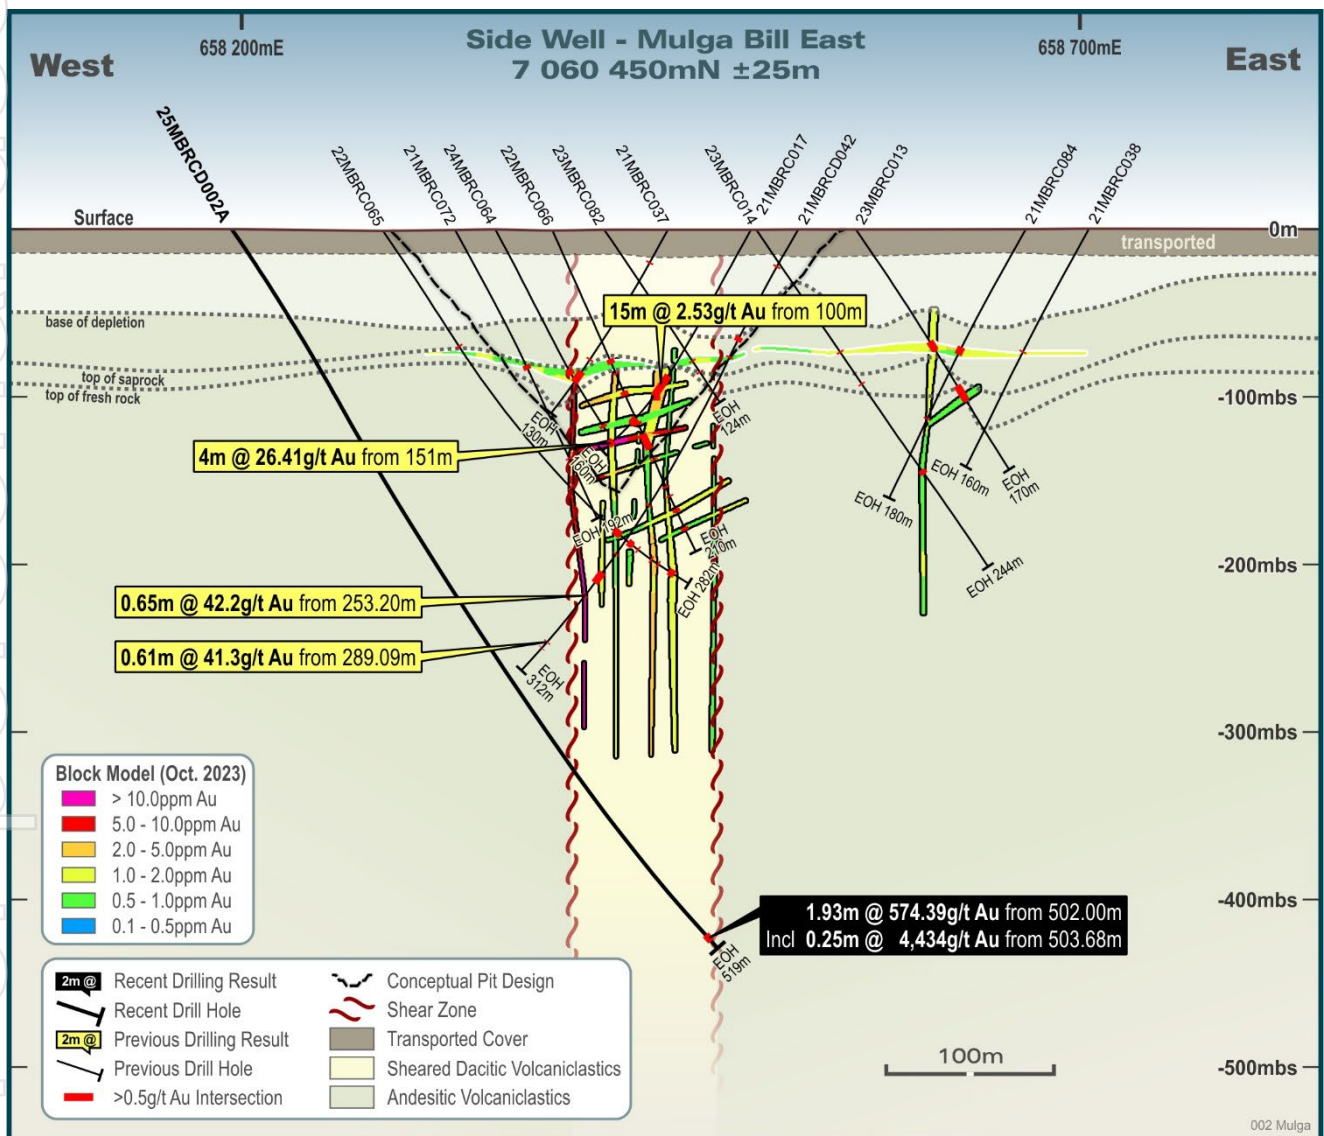 658 200mE
Side Well - Mulga Bill East
7 060 450mN ±25m
658 700mE
West
East
25MBRCD002A
22MBRC065
21MBRC072
24MBRC064
22MBRC066
23MBRC082
21MBRC037
23MBRC014
21MBRC017
21MBRCD042
23MBRC013
21MBRC084
21MBRC038
Surface
0m
transported
base of depletion
15m @ 2.53g/t Au from 100m
top of saprock
top of fresh rock
-100mbs
EOH
130m
EOH
124m
4m @ 26.41g/t Au from 151m
EOH
160m
EOH 160m
EOH
170m
EOH 180m
EOH 192m
EOH
210m
-200mbs
EOH 244m
EOH 282m
0.65m @ 42.2g/t Au from 253.20m
0.61m @ 41.3g/t Au from 289.09m
EOH
312m
-300mbs
Block Model (Oct. 2023)
> 10.0ppm Au
5.0 - 10.0ppm Au
2.0 - 5.0ppm Au
1.0 - 2.0ppm Au
0.5 - 1.0ppm Au
0.1 - 0.5ppm Au
-400mbs
1.93m @ 574.39g/t Au from 502.00m
Incl 0.25m @ 4,434g/t Au from 503.68m
EOH
519m
2m @ Recent Drilling Result
Recent Drill Hole
2m @ Previous Drilling Result
Previous Drill Hole
>0.5g/t Au Intersection
Conceptual Pit Design
Shear Zone
Transported Cover
Sheared Dacitic Volcaniclastics
Andesitic Volcaniclastics
100m
-500mbs
002 Mulga